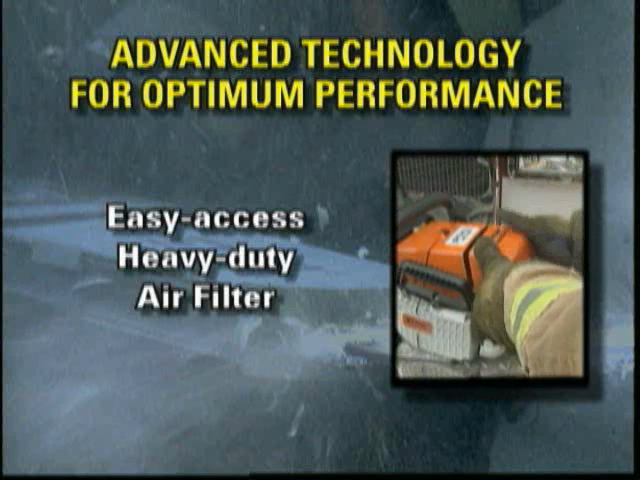 ADVANCED TECHNOLOGY
FOR OPTIMUM PERFORMANCE
Easy-access
Heavy-duty
Air Filter